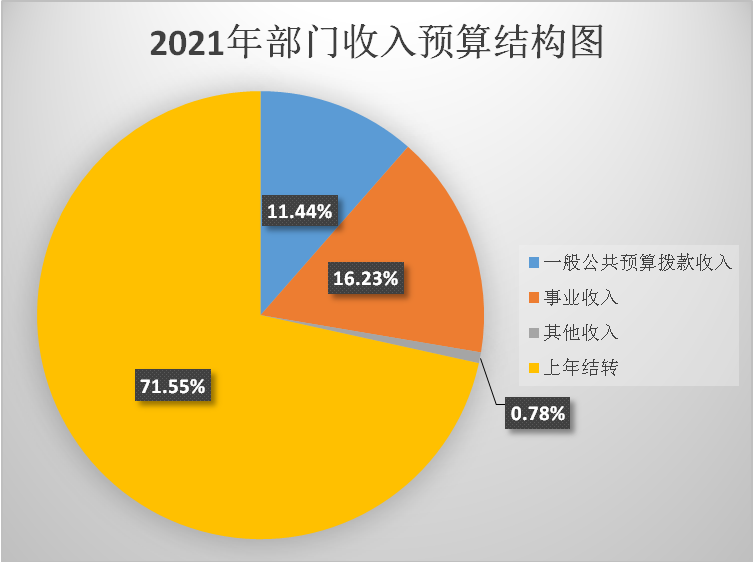 2021年部门收入预算结构图
11.44%
16.23%
一般公共预算拨款收入
事业收入
其他收入
上年结转
71.55%
0.78%